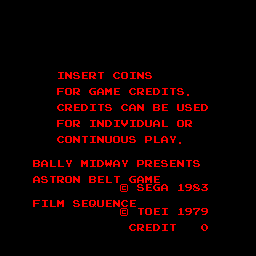 INSERT COINS
FOR GAME CREDITS.
CREDITS CAN BE USED
FOR INDIVIDUAL OR
CONTINUOUS PLAY.
BALLY MIDWAY PRESENTS
ASTRON BELT GAME
© SEGA 1983
FILM SEQUENCE
© TOEI 1979
CREDIT 0